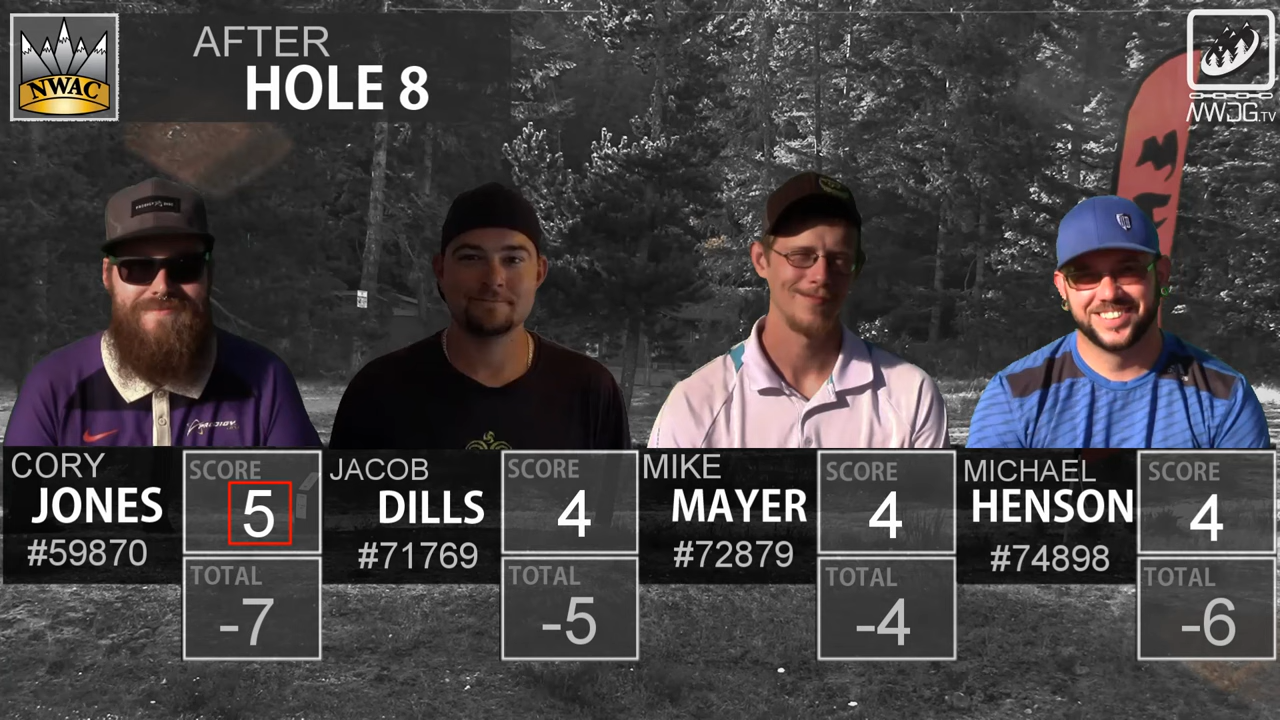 NWAC
AFTER
HOLE 8
NWDG.TV
PRODIGY
CORY
JONES
#59870
SCORE
5
TOTAL
-7
JACOB
DILLS
#71769
SCORE
4
TOTAL
-5
MIKE
MAYER
#72879
SCORE
4
TOTAL
-4
MICHAEL
HENSON
#74898
SCORE
4
TOTAL
-6